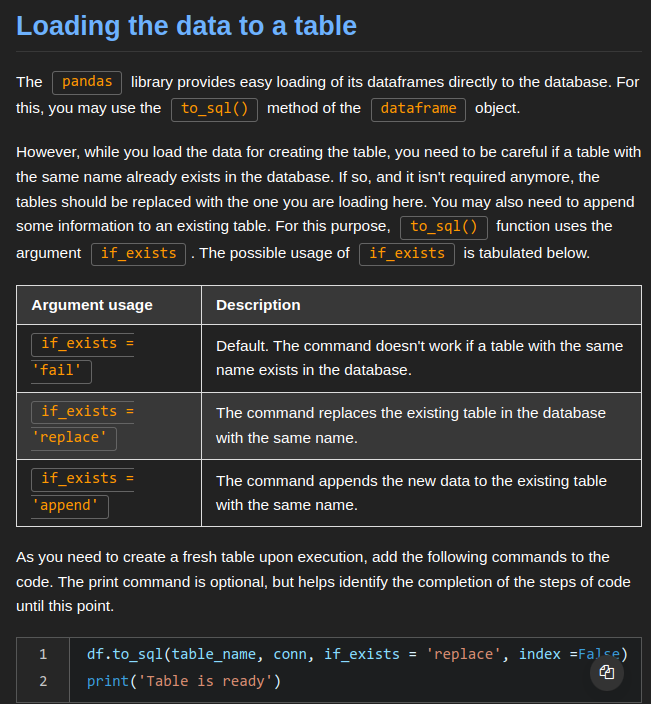 Loading the data to a table
The pandas library provides easy loading of its dataframes directly to the database. For
this, you may use the to_sql() method of the dataframe object.
However, while you load the data for creating the table, you need to be careful if a table with
the same name already exists in the database. If so, and it isn't required anymore, the
tables should be replaced with the one you are loading here. You may also need to append
some information to an existing table. For this purpose, to_sql() function uses the
argument if_exists . The possible usage of if_exists is tabulated below.
Argument usage Description
if_exists =
'fail'
Default. The command doesn't work if a table with the same
name exists in the database.
if_exists =
'replace'
The command replaces the existing table in the database
with the same name.
if_exists =
'append'
The command appends the new data to the existing table
with the same name.
As you need to create a fresh table upon execution, add the following commands to the
code. The print command is optional, but helps identify the completion of the steps of code
until this point.
1 df.to_sql(table_name, conn, if_exists = 'replace', index =False)
2 print('Table is ready')